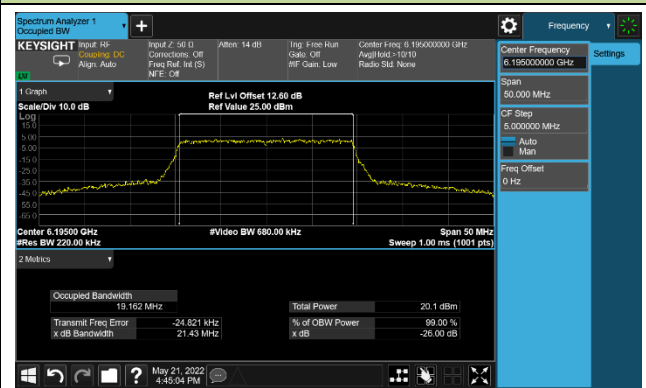 Spectrum Analyzer 1
Occupied BW
+
Frequency
KEYSIGHT
Input: RF
Coupling: DC
Align: Auto
Input Z: 50 Ω
Corrections: Off
Freq Ref: Int (S)
NFE: Off
Atten: 14 dB
Trig: Free Run
Gate: Off
#IF Gain: Low
Center Freq: 6.195000000 GHz
Avg|Hold:>10/10
Radio Std: None
LXI
Center Frequency
6.195000000 GHz
Settings
Span
50.000 MHz
CF Step
5.000000 MHz
Auto
Man
Freq Offset
0 Hz
1 Graph
Scale/Div 10.0 dB
Ref Lvl Offset 12.60 dB
Ref Value 25.00 dBm
Log
15.0
5.00
-5.00
-15.0
-25.0
-35.0
-45.0
-55.0
-65.0
Center 6.19500 GHz
#Res BW 220.00 kHz
#Video BW 680.00 kHz
Span 50 MHz
Sweep 1.00 ms (1001 pts)
2 Metrics
Occupied Bandwidth
19.162 MHz
Total Power 20.1 dBm
Transmit Freq Error -24.821 kHz
% of OBW Power 99.00 %
x dB Bandwidth 21.43 MHz
x dB -26.00 dB
?
May 21, 2022
4:45:04 PM